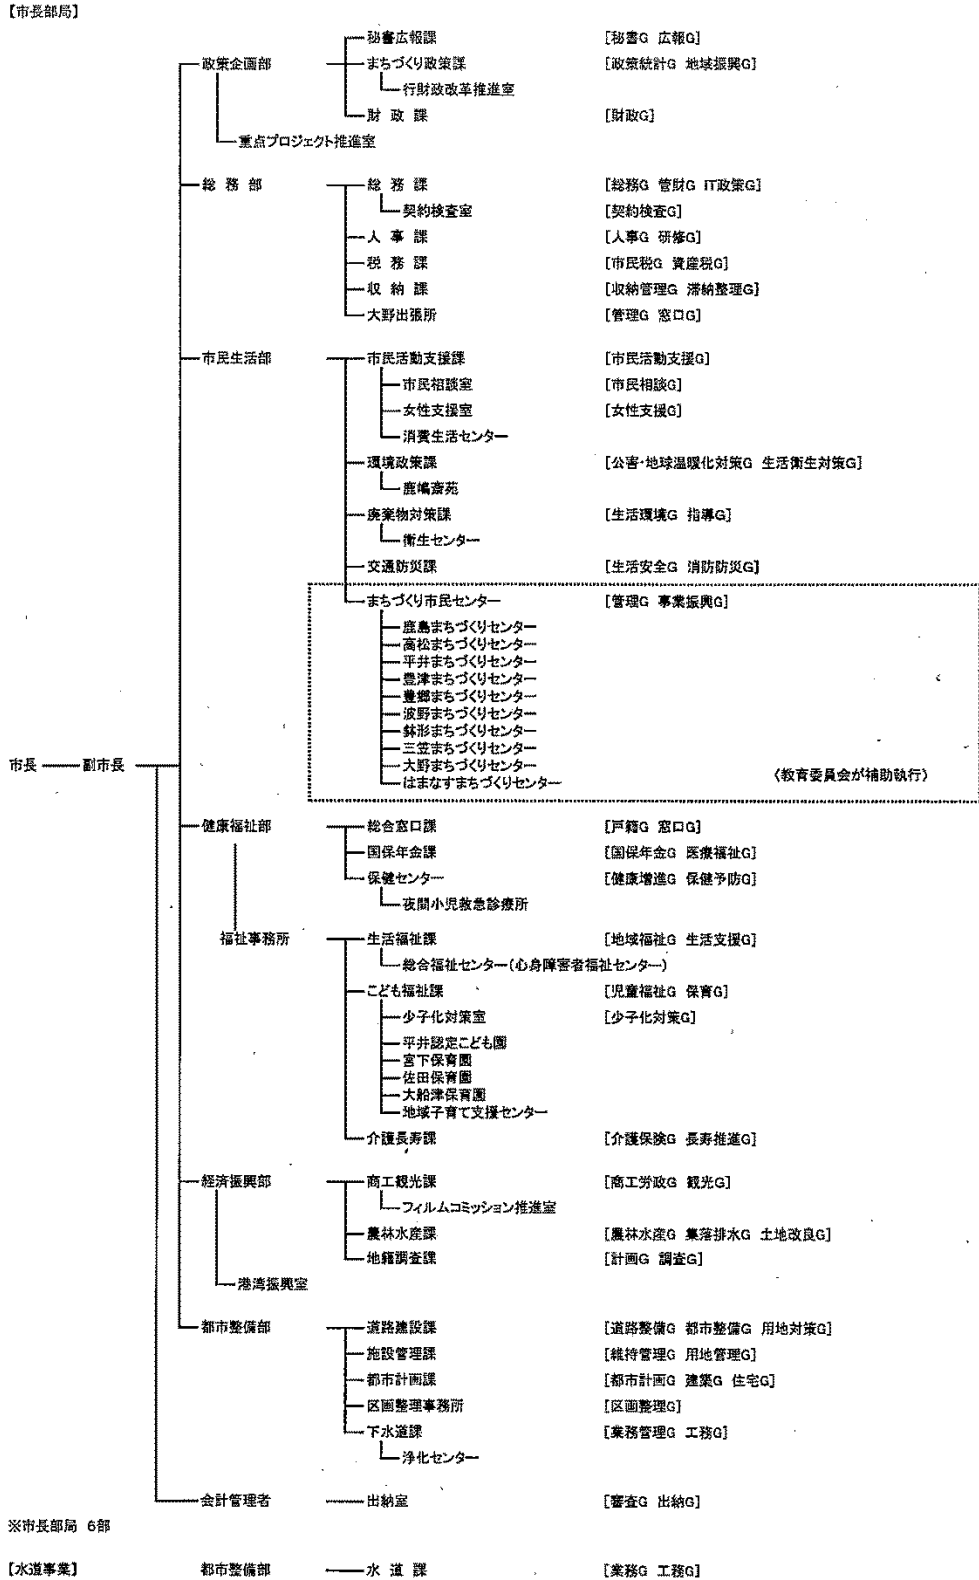 【市長部局】
秘書広報課 [秘書G 広報G]
政策企画部 まちづくり政策課 [政策統計G 地域振興G]
行財政改革推進室
財政課 [財政G]
重点プロジェクト推進室
総務部 総務課 [総務G 管財G IT政策G]
契約検査室 [契約検査G]
人事課 [人事G 研修G]
税務課 [市民税G 資産税G]
収納課 [収納管理G 滞納整理G]
大野出張所 [管理G 窓口G]
市民生活部 市民活動支援課 [市民活動支援G]
市民相談室 [市民相談G]
女性支援室 [女性支援G]
消費生活センター
環境政策課 [公害・地球温暖化対策G 生活衛生対策G]
鹿嶋斎苑
廃棄物対策課 [生活環境G 指導G]
衛生センター
交通防災課 [生活安全G 消防防災G]
まちづくり市民センター [管理G 事業振興G]
鹿島まちづくりセンター
高松まちづくりセンター
平井まちづくりセンター
豊津まちづくりセンター
豊郷まちづくりセンター
波野まちづくりセンター
鉢形まちづくりセンター
三笠まちづくりセンター
市長 副市長 大野まちづくりセンター
はまなすまちづくりセンター 〈教育委員会が補助執行〉
健康福祉部 総合窓口課 [戸籍G 窓口G]
国保年金課 [国保年金G 医療福祉G]
保健センター [健康増進G 保健予防G]
夜間小児救急診療所
福祉事務所 生活福祉課 [地域福祉G 生活支援G]
総合福祉センター(心身障害者福祉センター)
こども福祉課 [児童福祉G 保育G]
少子化対策室 [少子化対策G]
平井認定こども園
宮下保育園
佐田保育園
大船津保育園
地域子育て支援センター
介護長寿課 [介護保険G 長寿推進G]
経済振興部 商工観光課 [商工労政G 観光G]
フィルムコミッション推進室
農林水産課 [農林水産G 集落排水G 土地改良G]
地籍調査課 [計画G 調査G]
港湾振興室
都市整備部 道路建設課 [道路整備G 都市整備G 用地対策G]
施設管理課 [維持管理G 用地管理G]
都市計画課 [都市計画G 建築G 住宅G]
区画整理事務所 [区画整理G]
下水道課 [業務管理G 工務G]
浄化センター
会計管理者 出納室 [審査G 出納G]
※市長部局 6部
【水道事業】 都市整備部 水道課 [業務G 工務G]